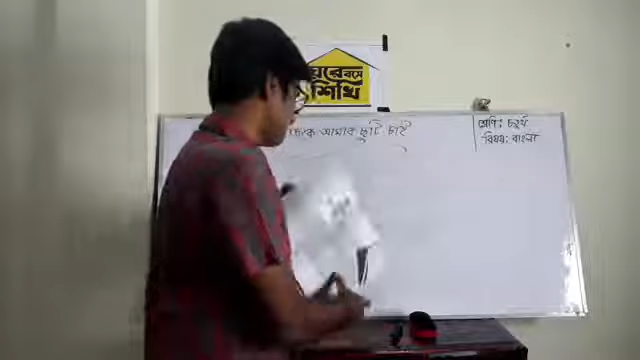 ঘরে বসে
শিখি
আমার ছুটি চাই
শ্রেণি: চতুর্থ
বিষয়: বাংলা